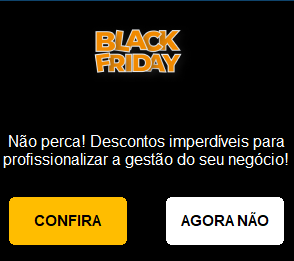 BLACK
FRIDAY
Não perca! Descontos imperdíveis para
profissionalizar a gestão do seu negócio!
CONFIRA
AGORA NÃO